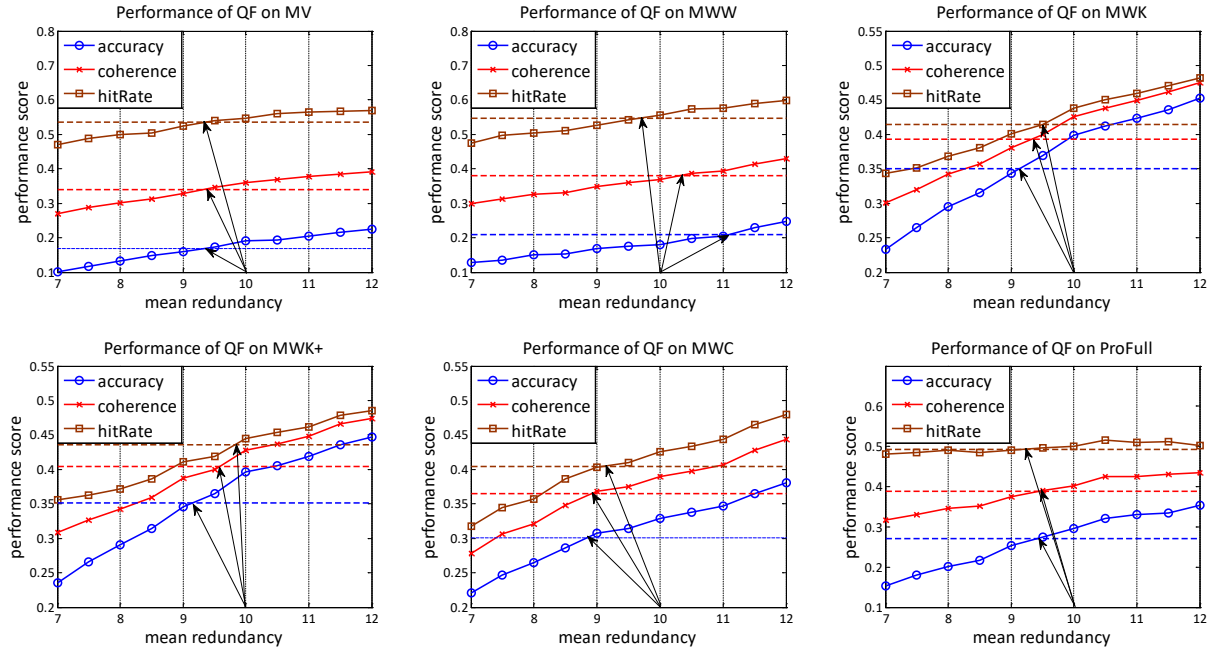 Performance of QF on MV
performance score
0.8
0.7
0.6
0.5
0.4
0.3
0.2
0.1
accuracy
coherence
hitRate
7 8 9 10 11 12
mean redundancy
Performance of QF on MWW
performance score
0.8
0.7
0.6
0.5
0.4
0.3
0.2
0.1
accuracy
coherence
hitRate
7 8 9 10 11 12
mean redundancy
Performance of QF on MWK
performance score
0.55
0.5
0.45
0.4
0.35
0.3
0.25
0.2
accuracy
coherence
hitRate
7 8 9 10 11 12
mean redundancy
Performance of QF on MWK+
performance score
0.55
0.5
0.45
0.4
0.35
0.3
0.25
0.2
accuracy
coherence
hitRate
7 8 9 10 11 12
mean redundancy
Performance of QF on MWC
performance score
0.55
0.5
0.45
0.4
0.35
0.3
0.25
0.2
accuracy
coherence
hitRate
7 8 9 10 11 12
mean redundancy
Performance of QF on ProFull
performance score
0.6
0.5
0.4
0.3
0.2
0.1
accuracy
coherence
hitRate
7 8 9 10 11 12
mean redundancy